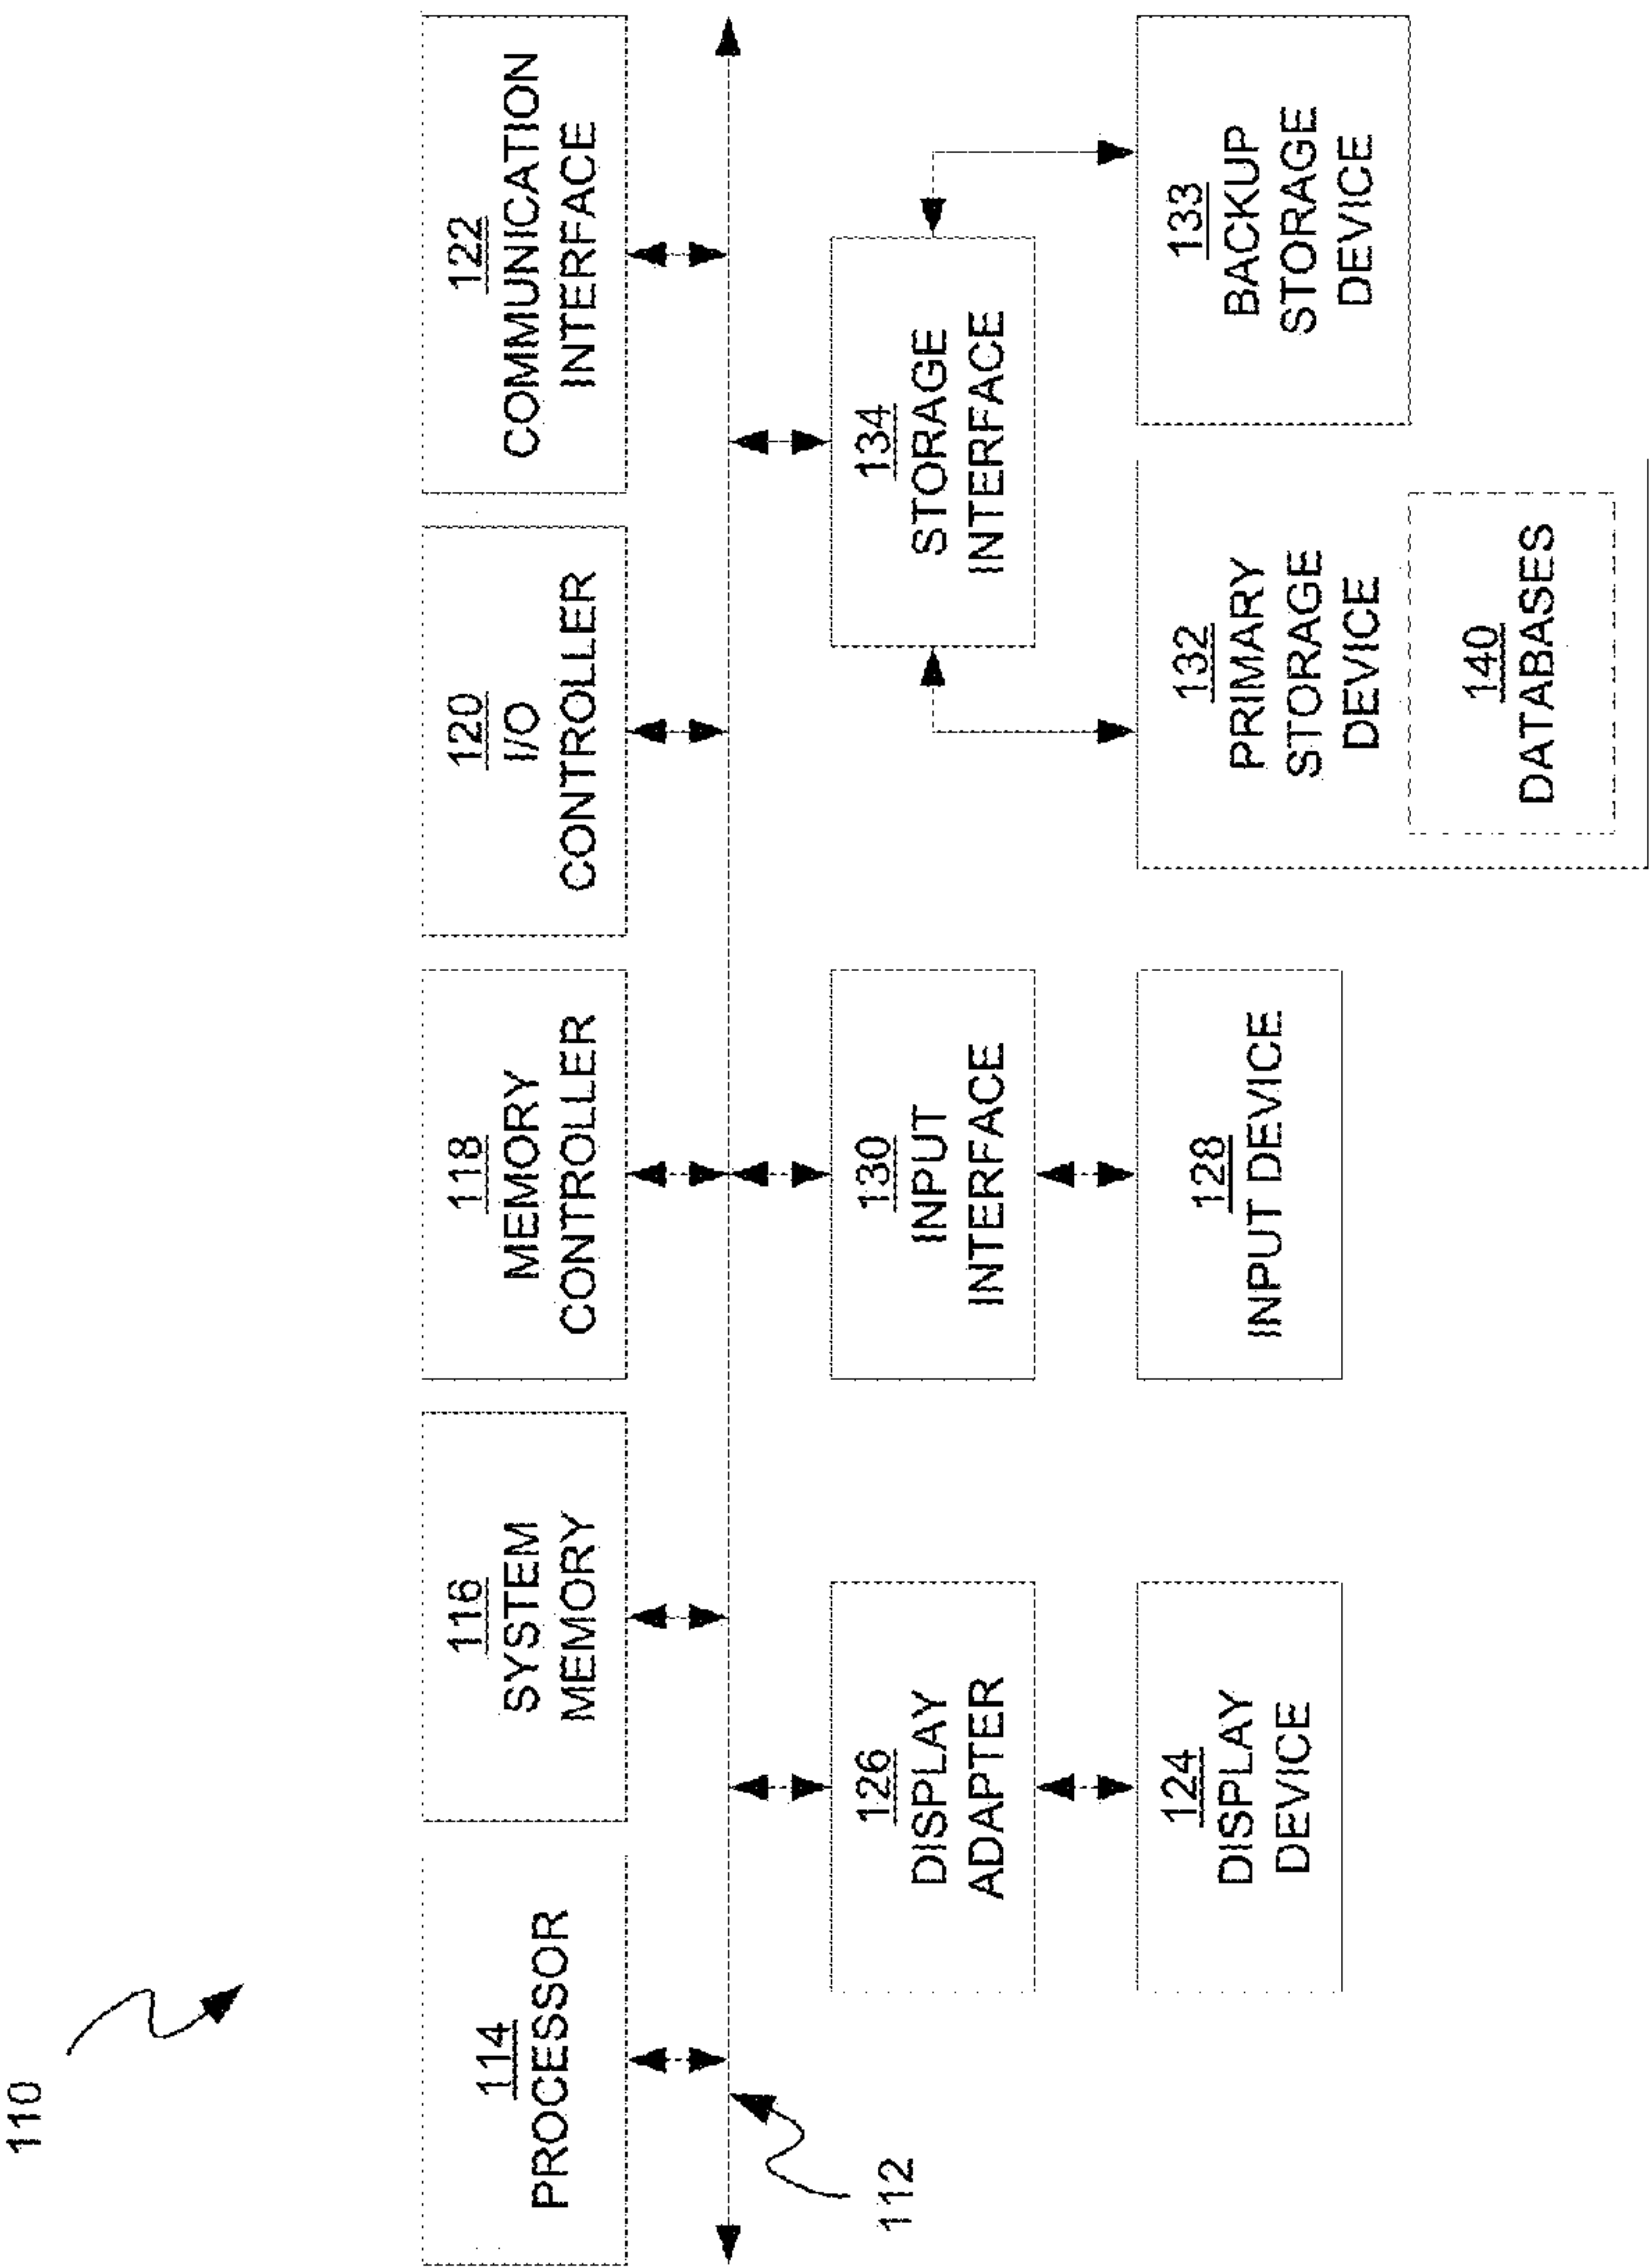 110
114
PROCESSOR
116
SYSTEM
MEMORY
118
MEMORY
CONTROLLER
120
I/O
CONTROLLER
122
COMMUNICATION
INTERFACE
112
126
DISPLAY
ADAPTER
130
INPUT
INTERFACE
134
STORAGE
INTERFACE
124
DISPLAY
DEVICE
128
INPUT DEVICE
132
PRIMARY
STORAGE
DEVICE
140
DATABASES
133
BACKUP
STORAGE
DEVICE